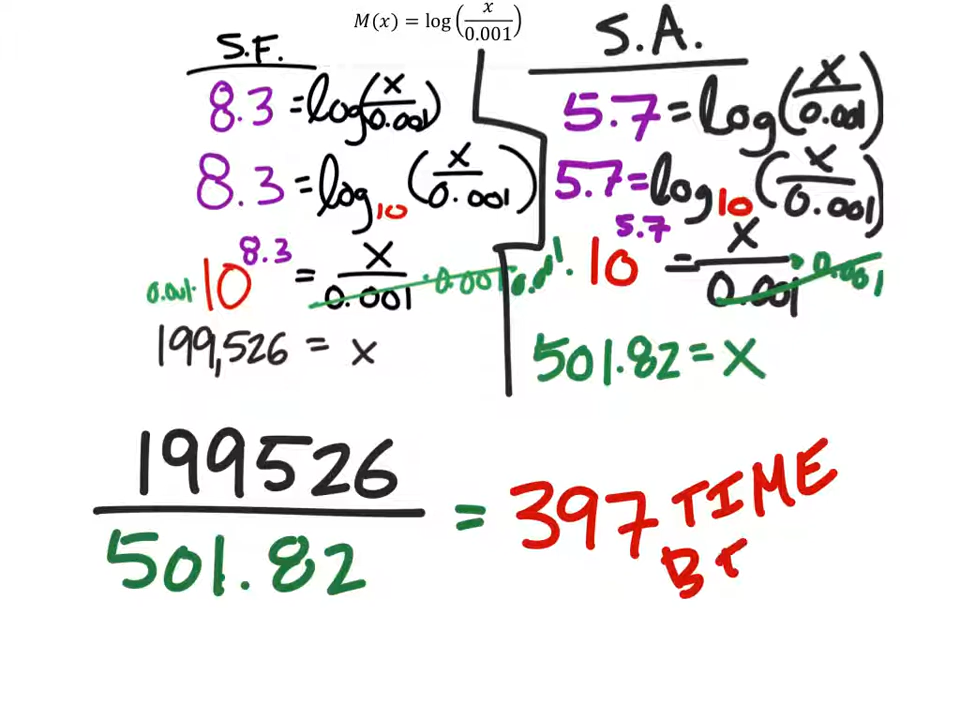 M(x) = log(x/0.001)
S.F.
8.3 = log(x/0.001)
8.3 = log₁₀(x/0.001)
0.001· 10^8.3 = x/0.001 · 0.001
199,526 = x
S.A.
5.7 = log(x/0.001)
5.7 = log₁₀(x/0.001)
0.001· 10^5.7 = x/0.001 · 0.001
501.82 = x
199526/501.82 = 397 TIME